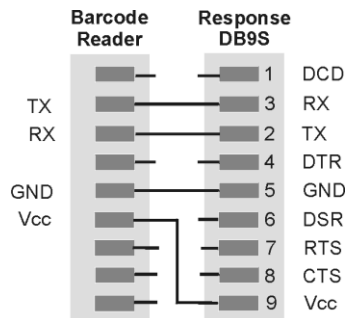 Barcode Reader Response DB9S
1 DCD
TX 3 RX
RX 2 TX
4 DTR
GND 5 GND
Vcc 6 DSR
7 RTS
8 CTS
9 Vcc